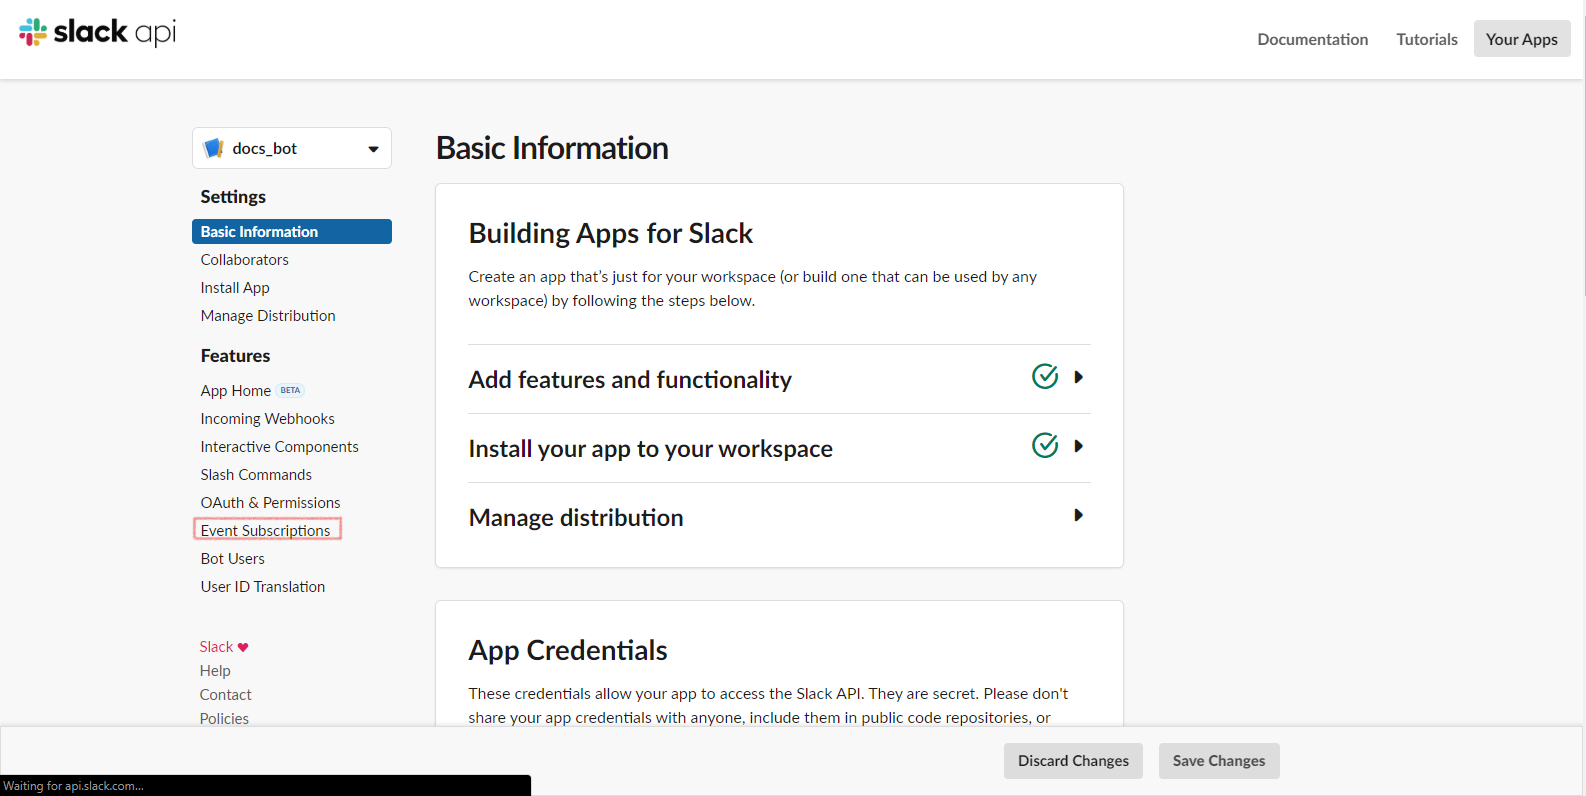 slack api
Documentation
Tutorials
Your Apps
docs_bot
Settings
Basic Information
Collaborators
Install App
Manage Distribution
Features
App Home BETA
Incoming Webhooks
Interactive Components
Slash Commands
OAuth & Permissions
Event Subscriptions
Bot Users
User ID Translation
Slack
Help
Contact
Policies
Basic Information
Building Apps for Slack
Create an app that’s just for your workspace (or build one that can be used by any
workspace) by following the steps below.
Add features and functionality
Install your app to your workspace
Manage distribution
App Credentials
These credentials allow your app to access the Slack API. They are secret. Please don't
share your app credentials with anyone, include them in public code repositories, or
Discard Changes
Save Changes
Waiting for api.slack.com...